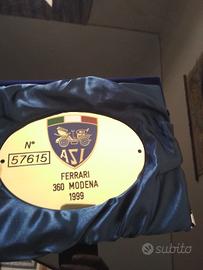 N°
57615
ASI
FERRARI
360 MODENA
1999
subito